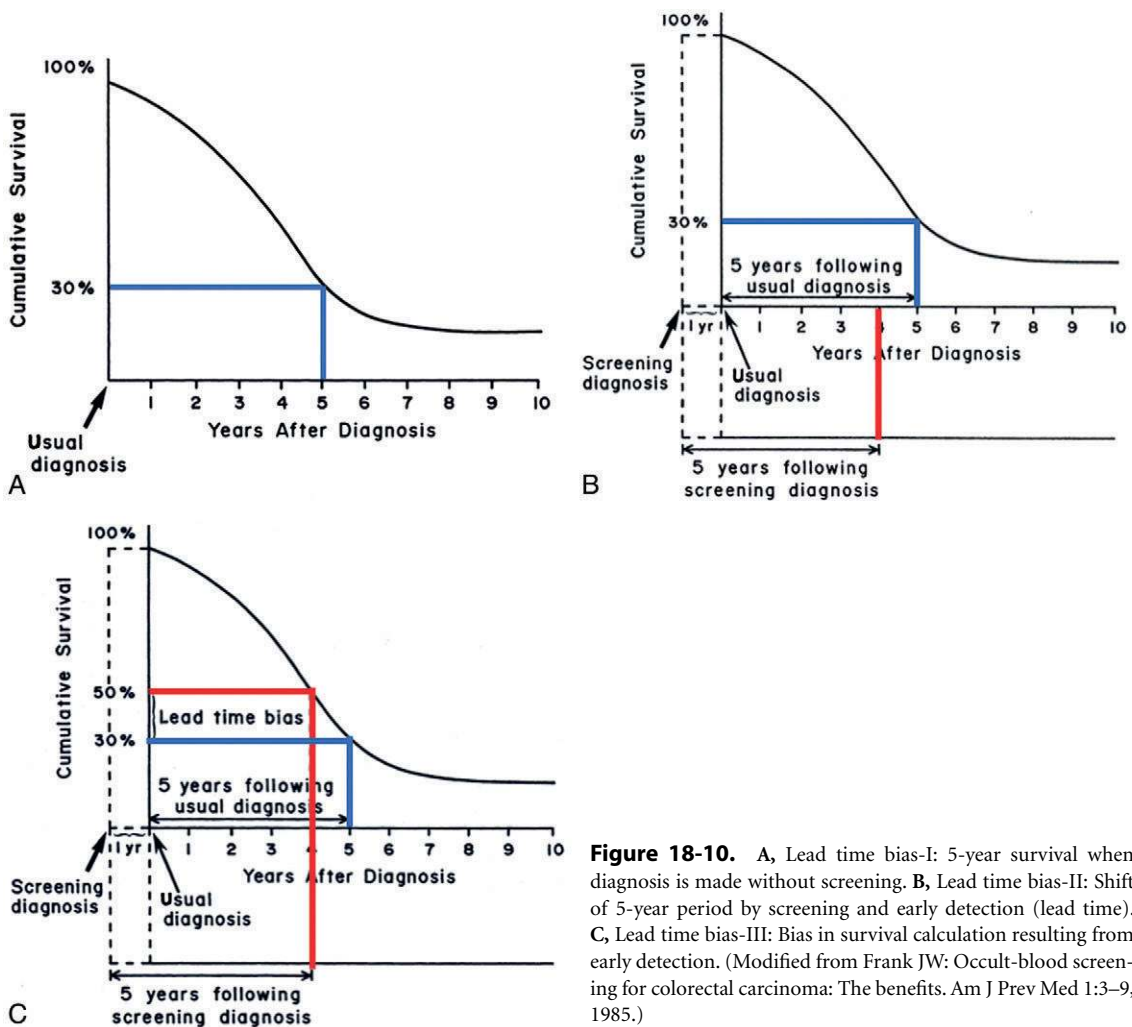 100%
Cumulative Survival
30%
1 2 3 4 5 6 7 8 9 10
Years After Diagnosis
Usual
diagnosis
A
100%
Cumulative Survival
30%
5 years following
usual diagnosis
1 yr
1 2 3 4 5 6 7 8 9 10
Years After Diagnosis
Screening
diagnosis
Usual
diagnosis
5 years following
screening diagnosis
B
100%
Cumulative Survival
50%
Lead time bias
30%
5 years following
usual diagnosis
1 yr
1 2 3 4 5 6 7 8 9 10
Years After Diagnosis
Screening
diagnosis
Usual
diagnosis
5 years following
screening diagnosis
C
Figure 18-10. A, Lead time bias-I: 5-year survival when
diagnosis is made without screening. B, Lead time bias-II: Shift
of 5-year period by screening and early detection (lead time).
C, Lead time bias-III: Bias in survival calculation resulting from
early detection. (Modified from Frank JW: Occult-blood screen-
ing for colorectal carcinoma: The benefits. Am J Prev Med 1:3–9,
1985.)